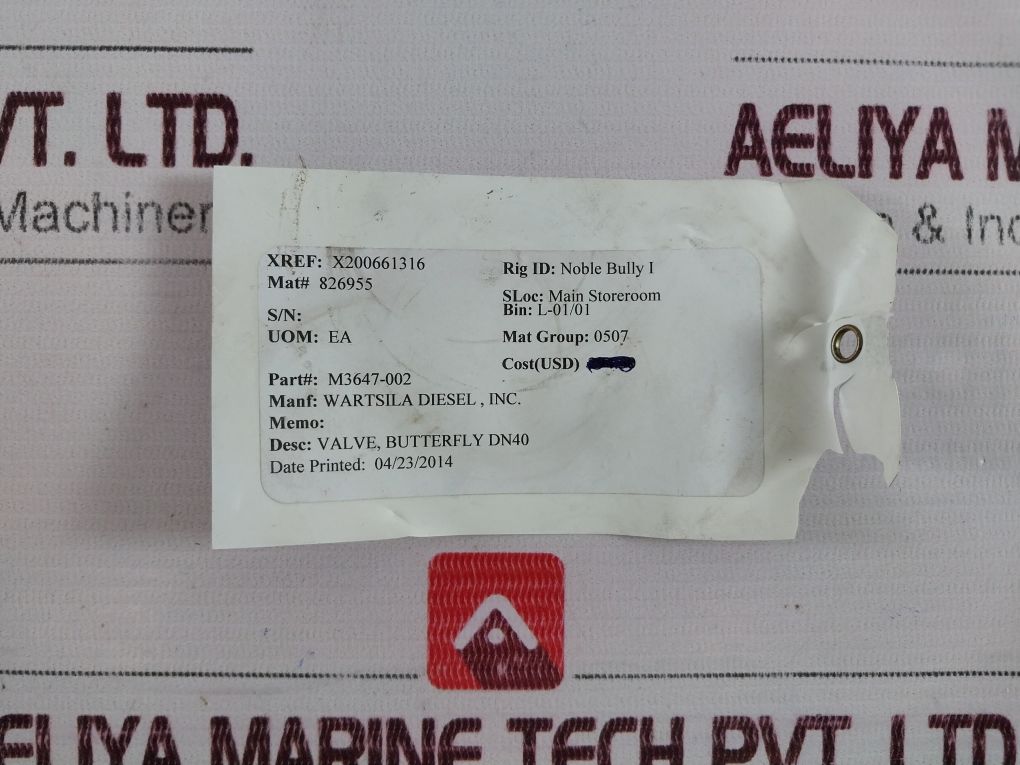 VT. LTD.
AELIYA M
Machiner
& Ind
XREF: X200661316
Mat# 826955
S/N:
UOM: EA
Part#: M3647-002
Manf: WARTSILA DIESEL , INC.
Memo:
Desc: VALVE, BUTTERFLY DN40
Date Printed: 04/23/2014
Rig ID: Noble Bully I
SLoc: Main Storeroom
Bin: L-01/01
Mat Group: 0507
Cost(USD)
ELIYA MARINE TECH PVT. LTD